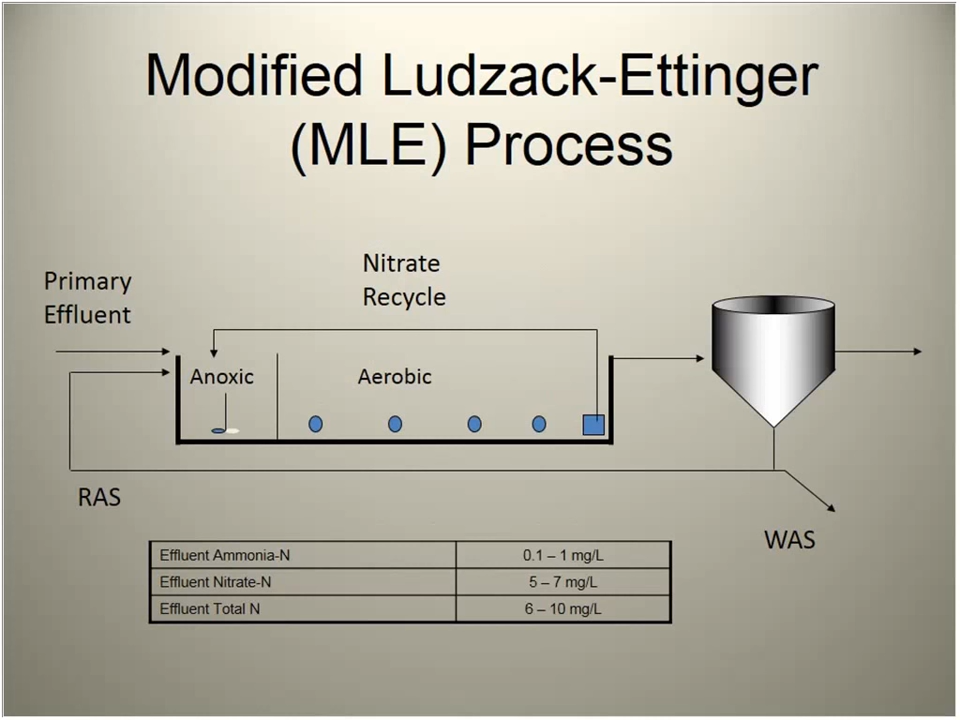 Modified Ludzack-Ettinger
(MLE) Process
Nitrate
Recycle
Primary
Effluent
Anoxic
Aerobic
RAS
WAS
Effluent Ammonia-N 0.1 – 1 mg/L
Effluent Nitrate-N 5 – 7 mg/L
Effluent Total N 6 – 10 mg/L